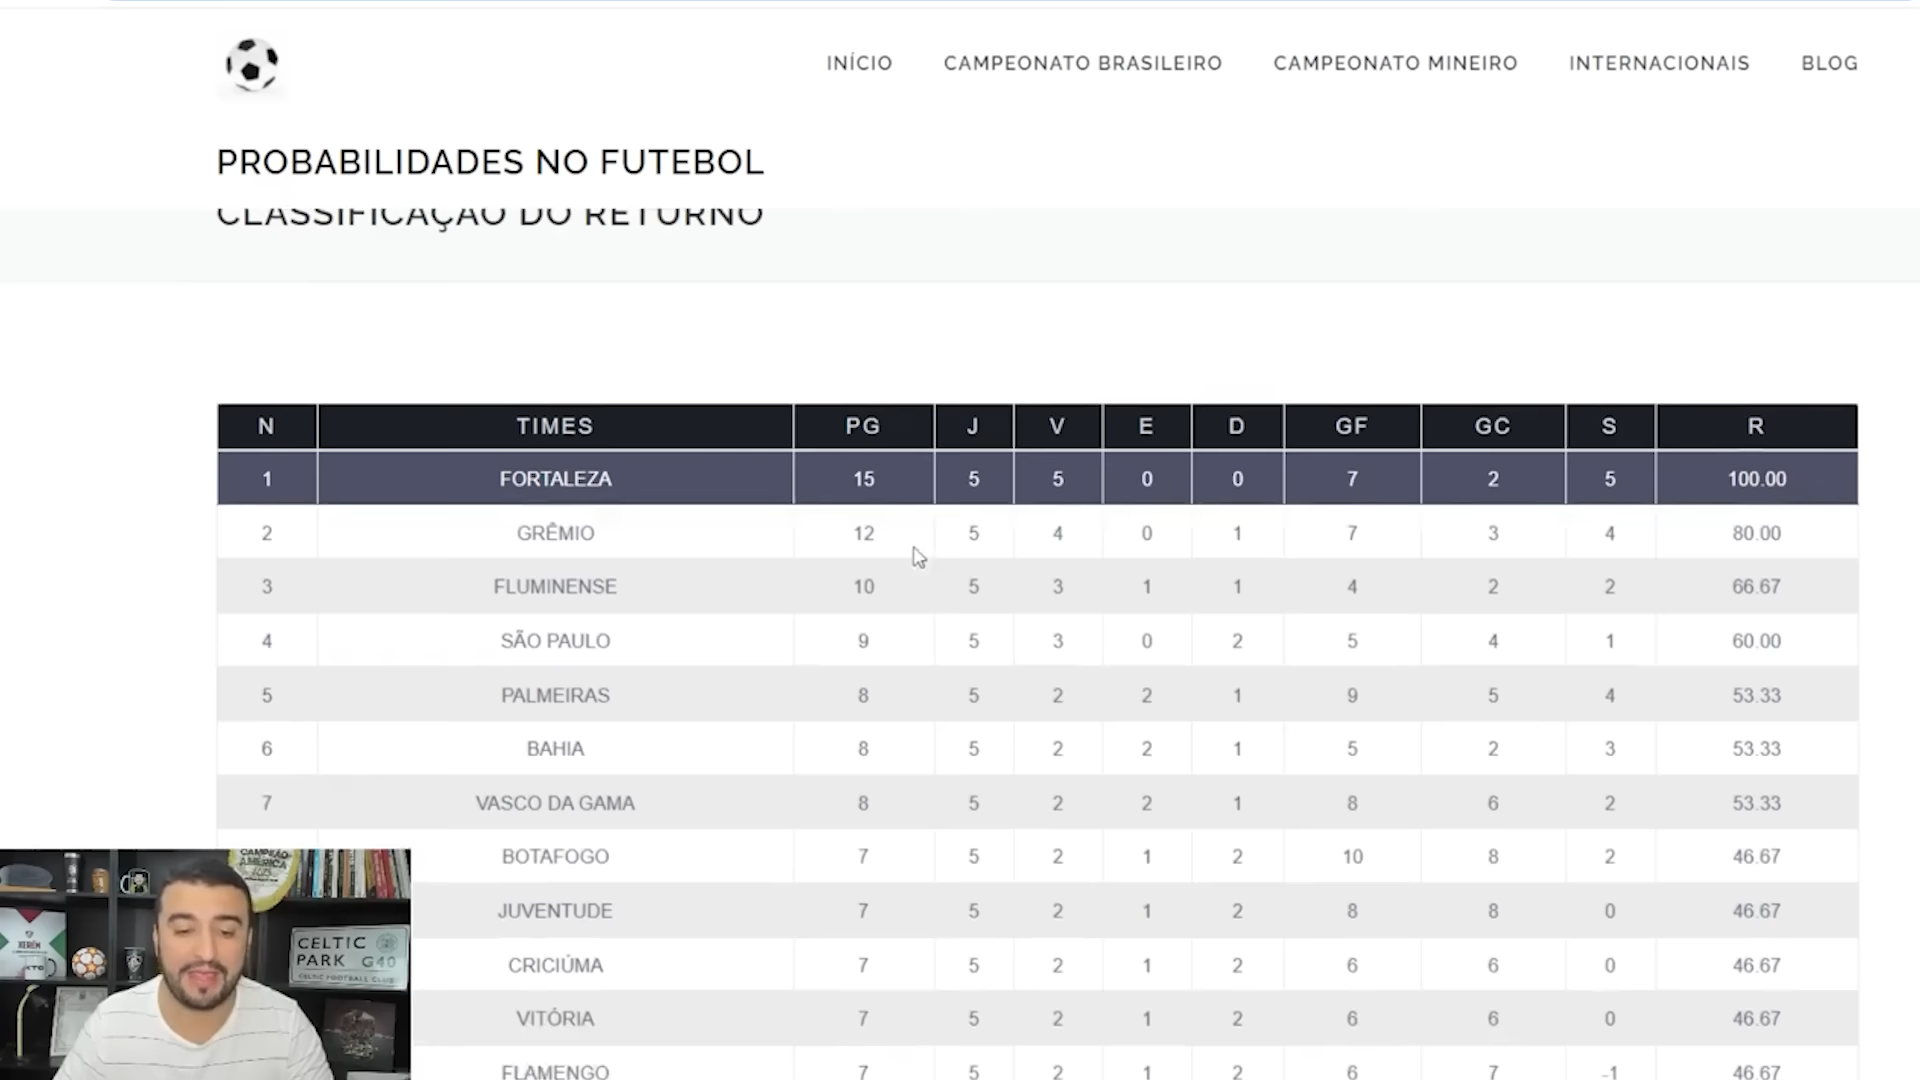 INÍCIO CAMPEONATO BRASILEIRO CAMPEONATO MINEIRO INTERNACIONAIS BLOG
PROBABILIDADES NO FUTEBOL
CLASSIFICAÇÃO DO RETURNO
N TIMES PG J V E D GF GC S R
1 FORTALEZA 15 5 5 0 0 7 2 5 100.00
2 GRÊMIO 12 5 4 0 1 7 3 4 80.00
3 FLUMINENSE 10 5 3 1 1 4 2 2 66.67
4 SÃO PAULO 9 5 3 0 2 5 4 1 60.00
5 PALMEIRAS 8 5 2 2 1 9 5 4 53.33
6 BAHIA 8 5 2 2 1 5 2 3 53.33
7 VASCO DA GAMA 8 5 2 2 1 8 6 2 53.33
BOTAFOGO 7 5 2 1 2 10 8 2 46.67
JUVENTUDE 7 5 2 1 2 8 8 0 46.67
CRICIÚMA 7 5 2 1 2 6 6 0 46.67
VITÓRIA 7 5 2 1 2 6 6 0 46.67
FLAMENGO 7 5 2 1 2 6 7 -1 46.67
CAMPEÃO
AMÉRICA
XERÉM
CELTIC
PARK G40
CELTIC FOOTBALL CLUB